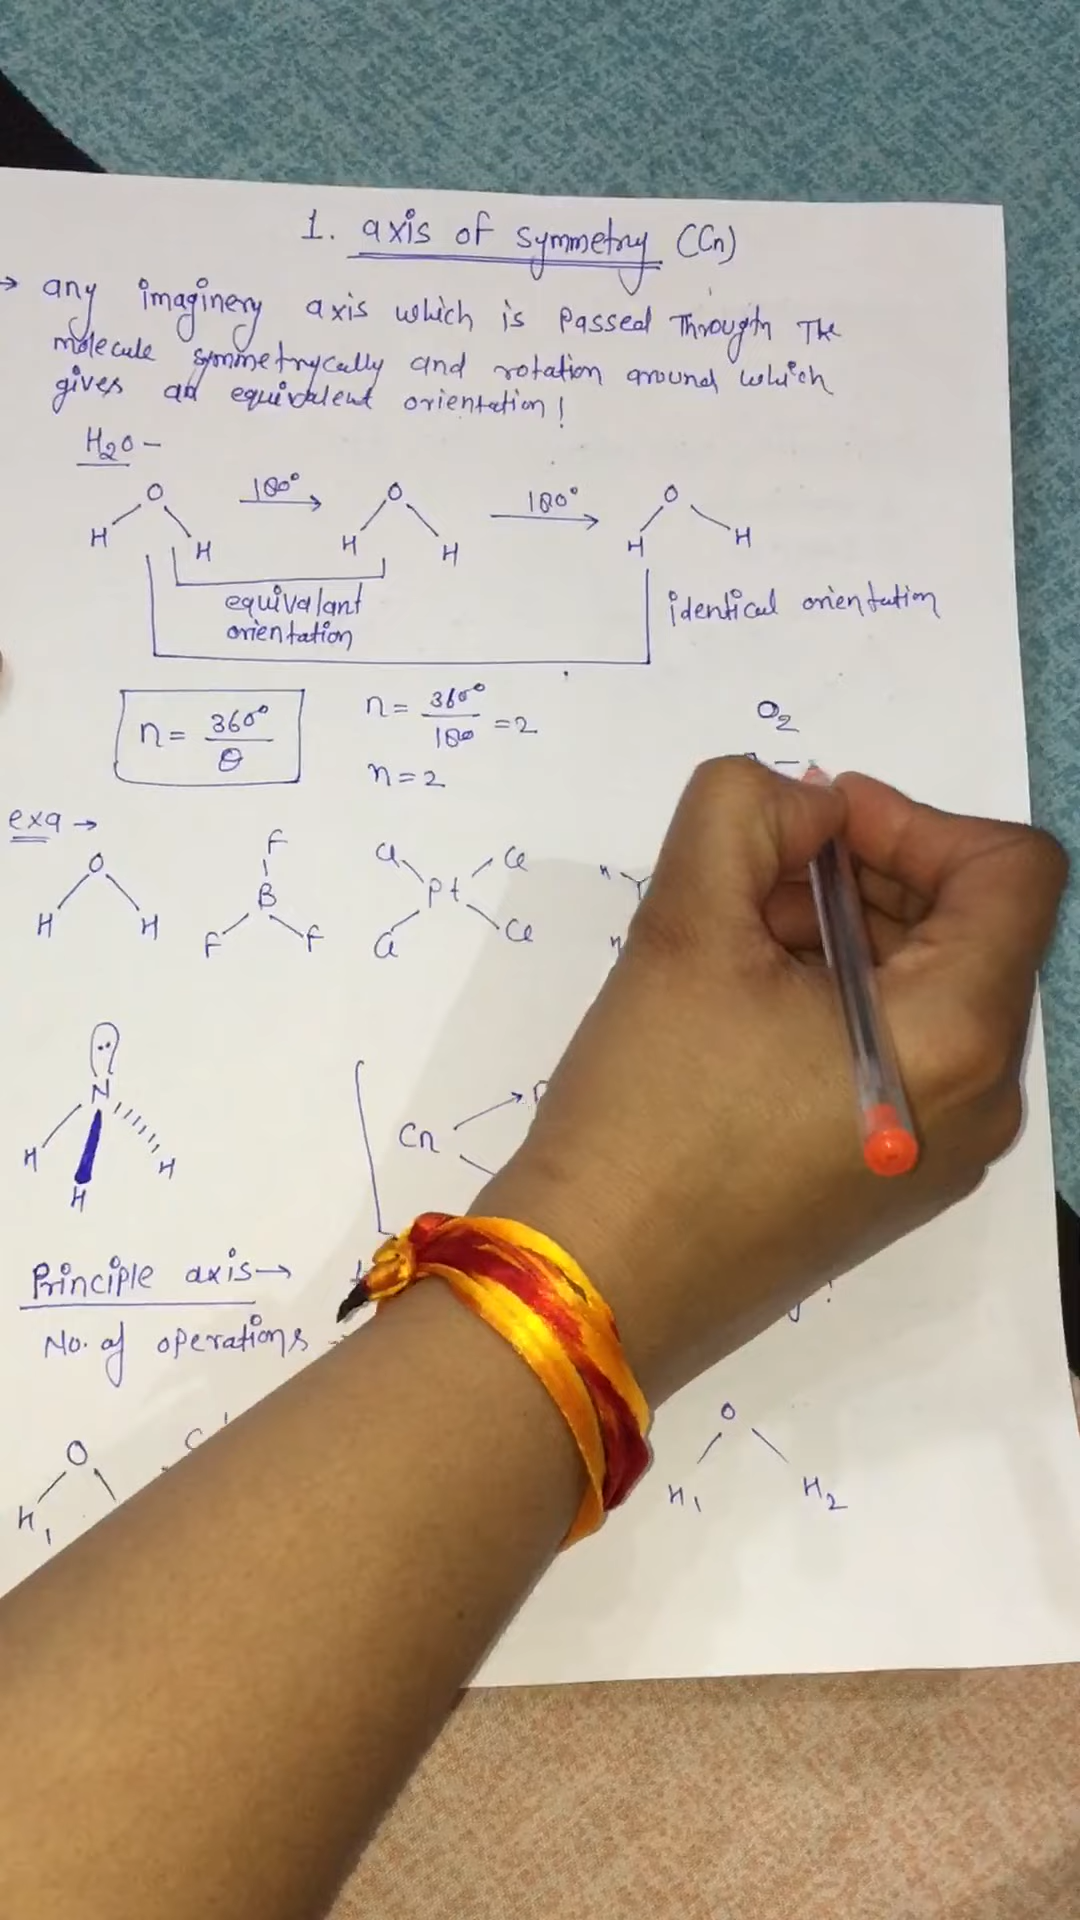 1. axis of symmetry (Cn)
→ any imaginery axis which is passed Through The
molecule symmetrycally and rotation around which
gives an equivalent orientation!
H2O -
O 180° O 180° O
H H H H H H
equivalant
orientation
identical orientation
n = 360° / θ
n = 360° / 180 = 2
n = 2
O2
exa →
O
H H
F
B
F F
Cl Cl
Pt
Cl Cl
N
H H
H
Cn
Principle axis →
No. of operations
O
H1
O
H1 H2